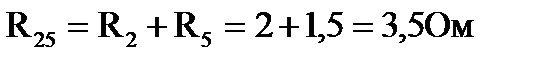 R₂₅ = R₂ + R₅ = 2 + 1,5 = 3,5Ом